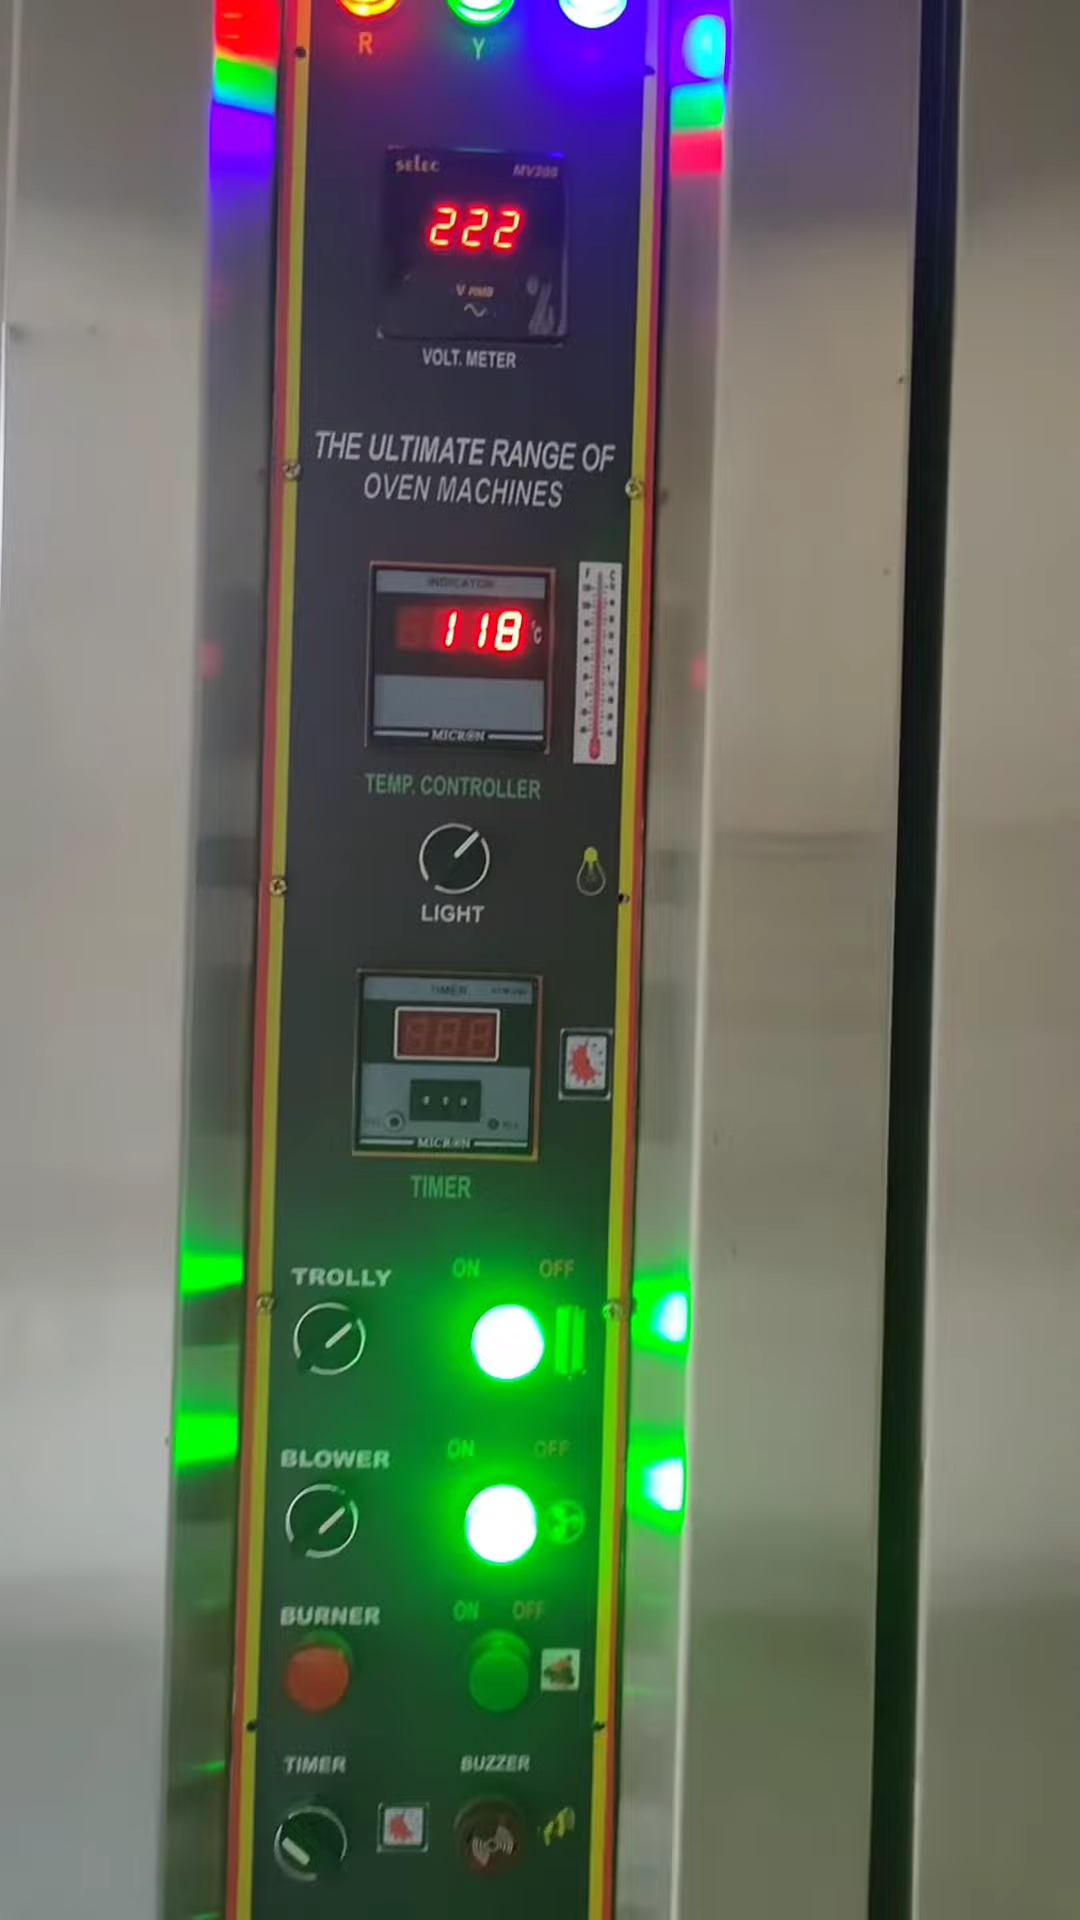 R Y
selec MV205
222
V RMS
VOLT. METER
THE ULTIMATE RANGE OF
OVEN MACHINES
INDICATOR
F C
118 °C
MICRON
TEMP. CONTROLLER
LIGHT
TIMER
MICRON
TIMER
TROLLY ON OFF
BLOWER ON OFF
BURNER ON OFF
TIMER BUZZER